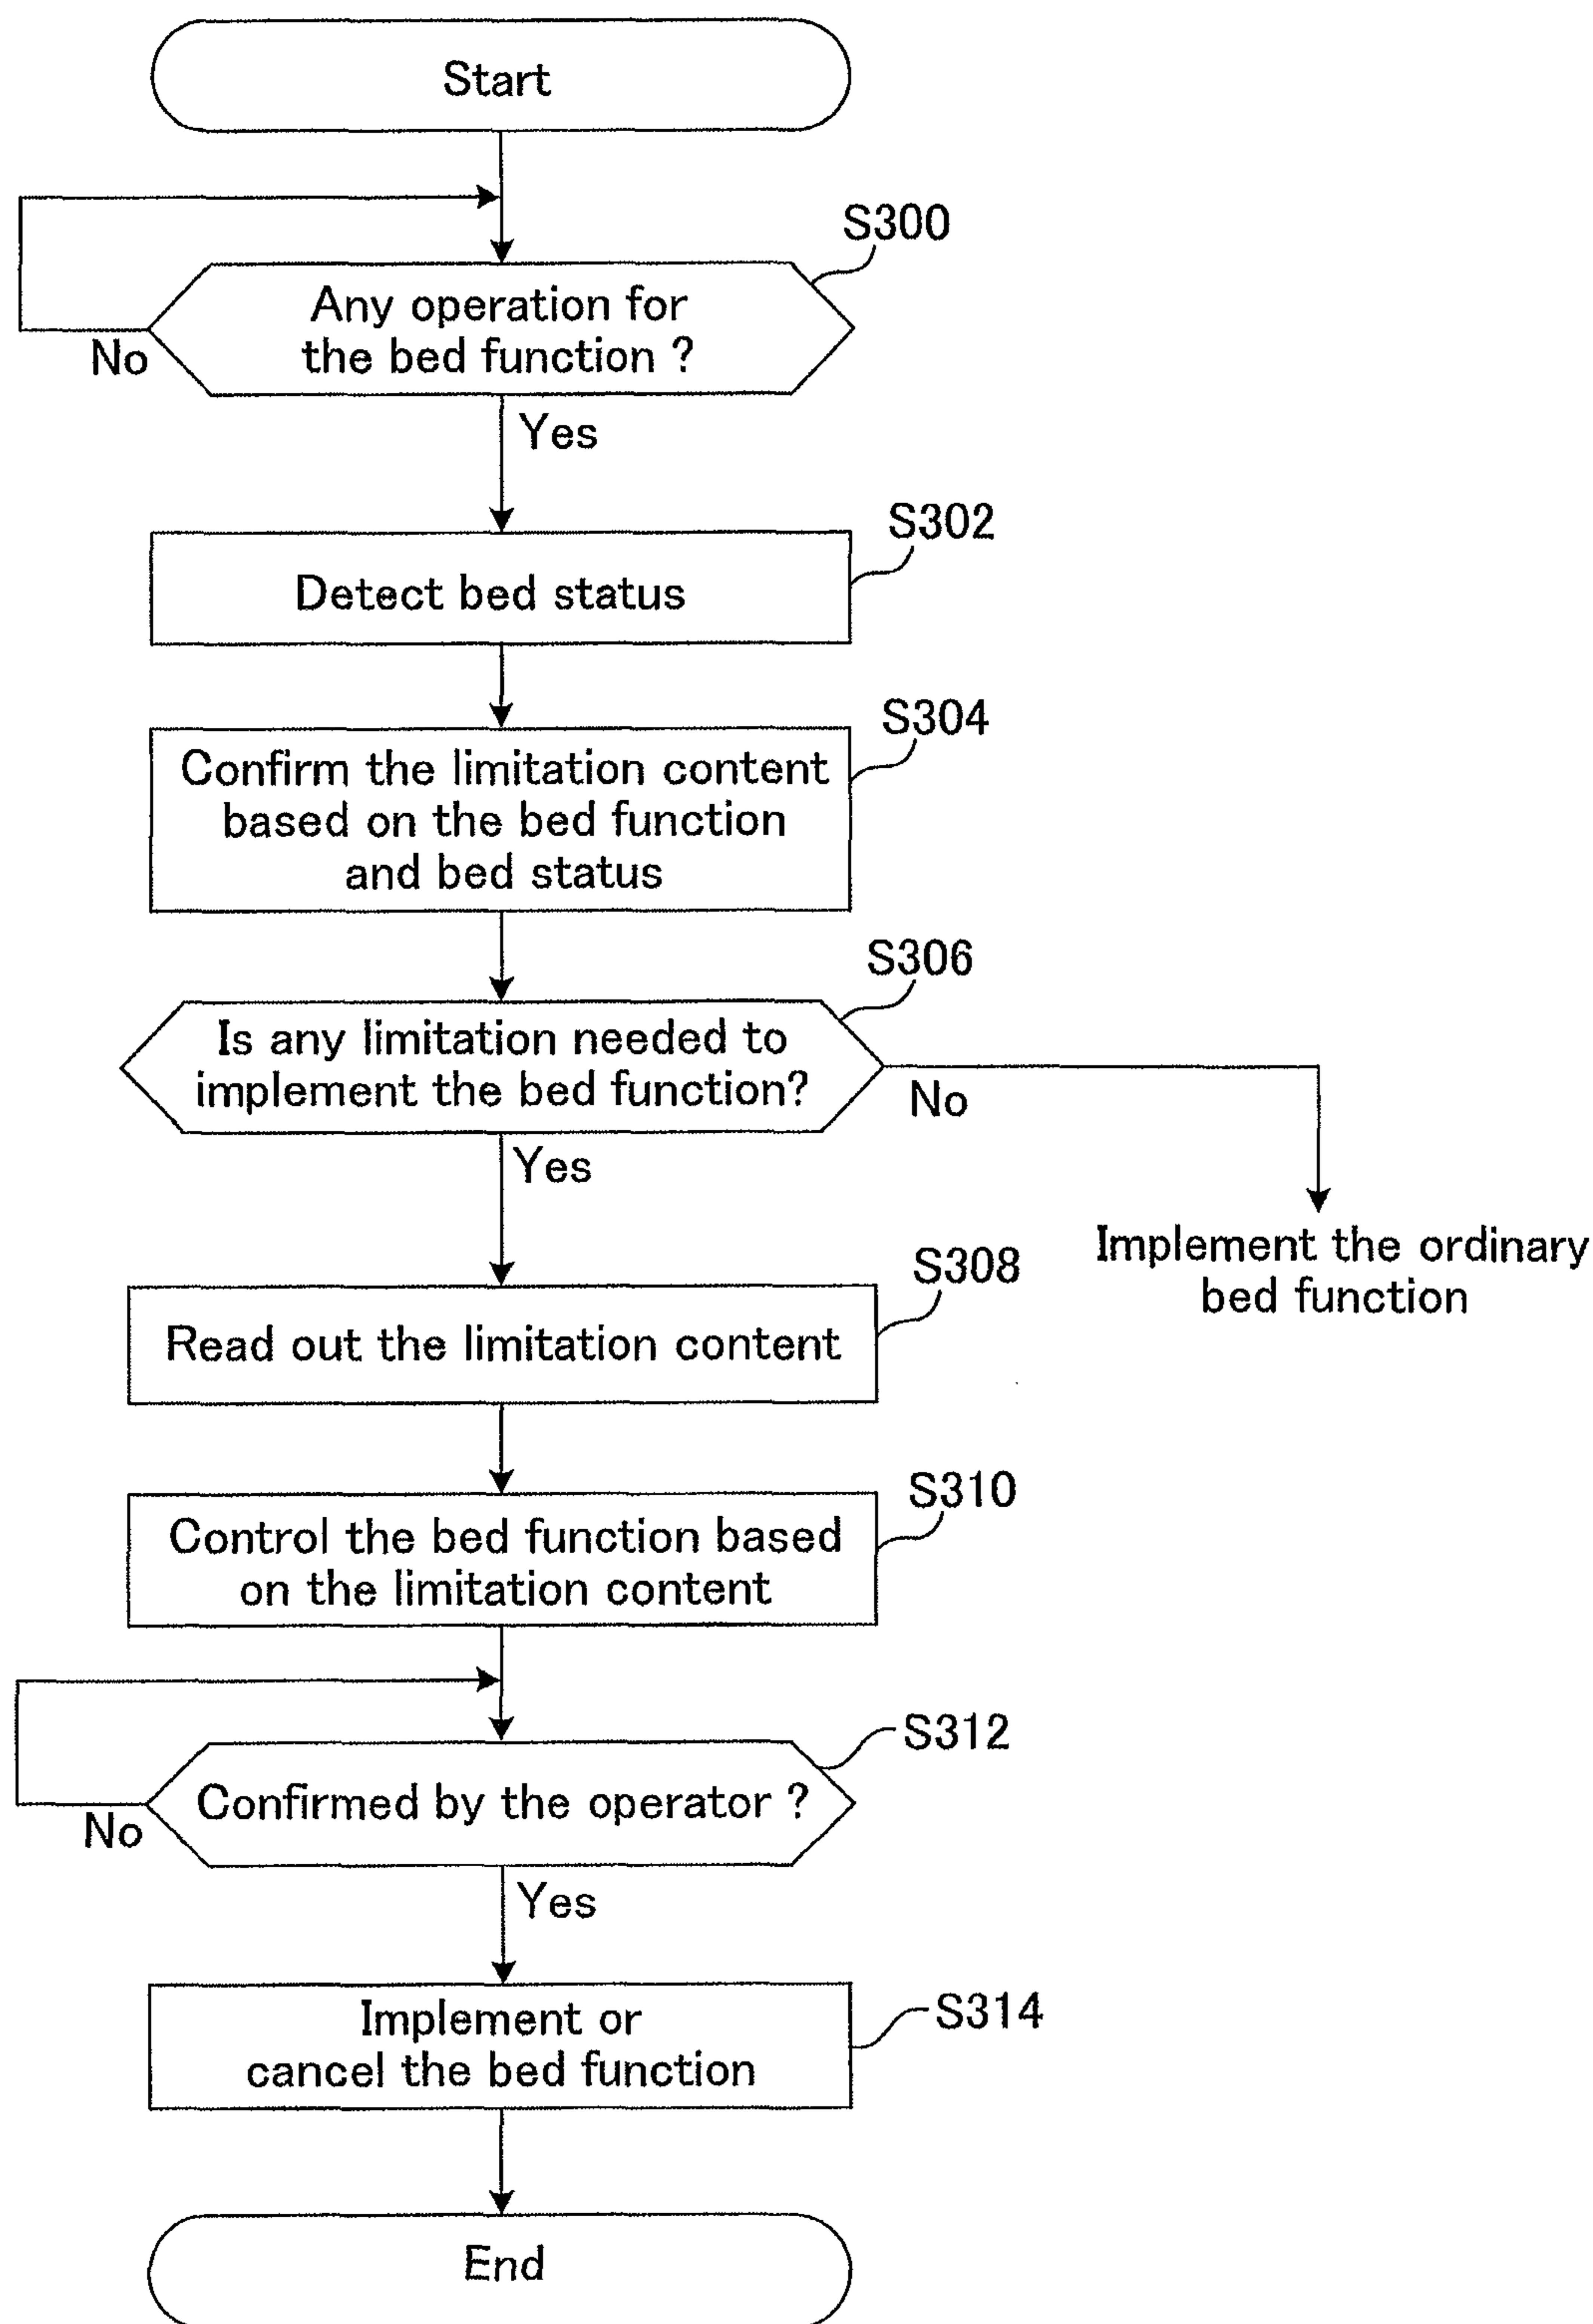 Start
S300
Any operation for
the bed function ?
No
Yes
S302
Detect bed status
S304
Confirm the limitation content
based on the bed function
and bed status
S306
Is any limitation needed to
implement the bed function?
No
Yes
Implement the ordinary
bed function
S308
Read out the limitation content
S310
Control the bed function based
on the limitation content
S312
Confirmed by the operator ?
No
Yes
S314
Implement or
cancel the bed function
End